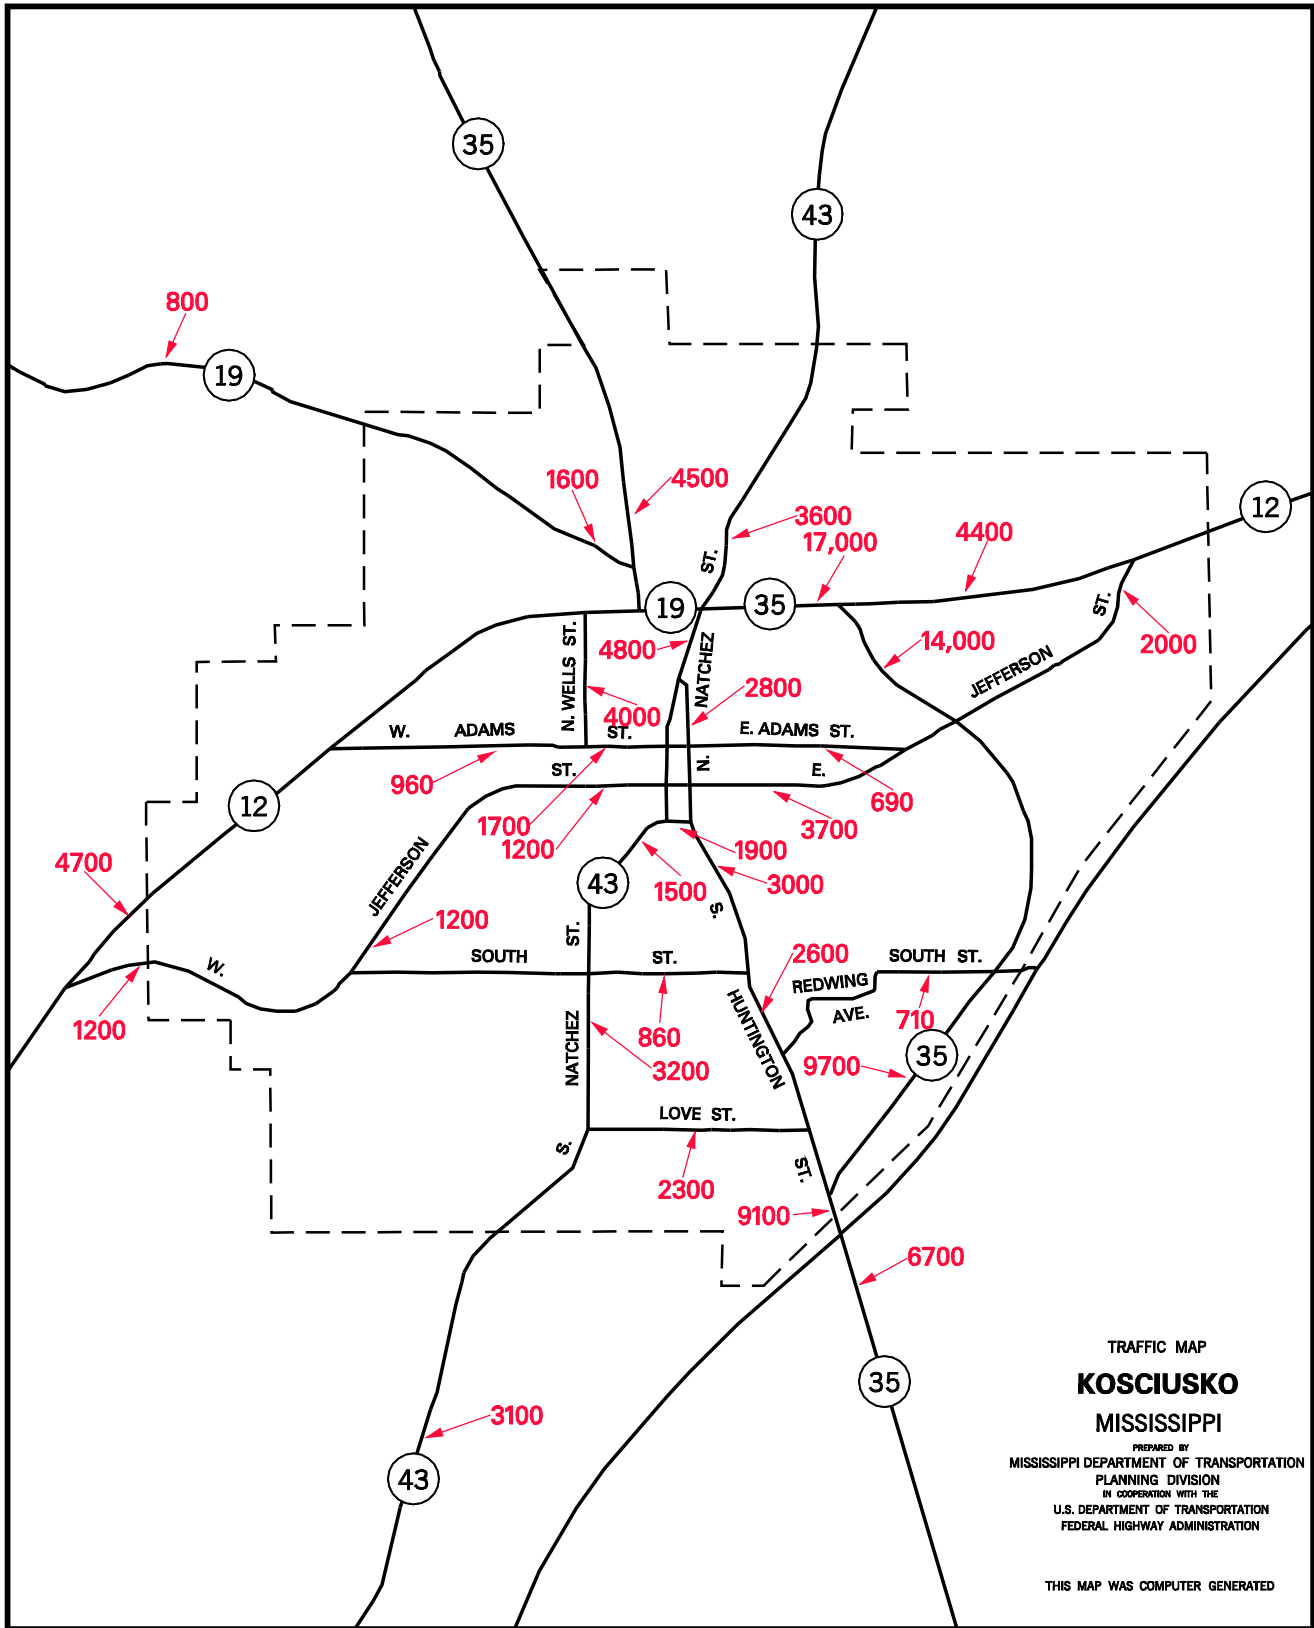 35
43
800
19
1600
4500
12
3600
17,000
4400
ST.
19
35
ST.
2000
14,000
N. WELLS ST.
4800
NATCHEZ
JEFFERSON
2800
4000
W. ADAMS ST. E. ADAMS ST.
960
ST.
N.
E.
690
12
1700
3700
1200
1900
4700
JEFFERSON
43
1500
3000
1200
S.
ST.
SOUTH ST.
2600
SOUTH ST.
W.
REDWING
AVE.
1200
860
710
HUNTINGTON
NATCHEZ
3200
9700
35
LOVE ST.
S.
ST.
2300
9100
6700
35
3100
43
TRAFFIC MAP
KOSCIUSKO
MISSISSIPPI
PREPARED BY
MISSISSIPPI DEPARTMENT OF TRANSPORTATION
PLANNING DIVISION
IN COOPERATION WITH THE
U.S. DEPARTMENT OF TRANSPORTATION
FEDERAL HIGHWAY ADMINISTRATION
THIS MAP WAS COMPUTER GENERATED